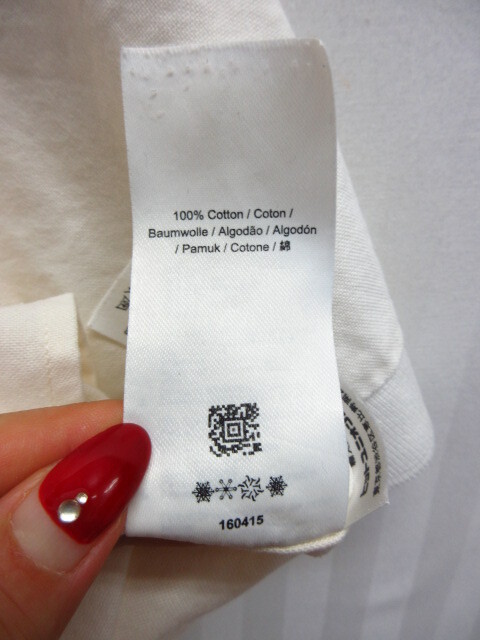 100% Cotton / Coton /
Baumwolle / Algodão / Algodón
/ Pamuk / Cotone / 綿
160415